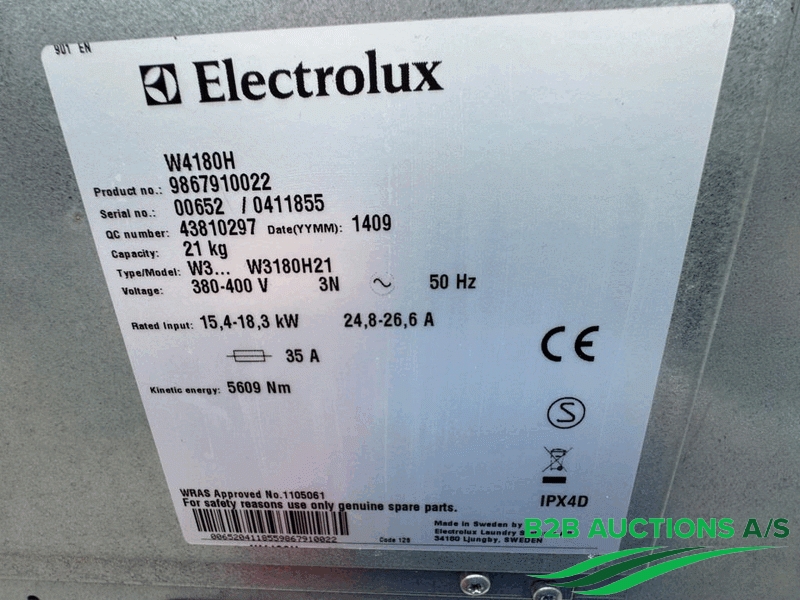 901 EN
Electrolux
W4180H
Product no.: 9867910022
Serial no.: 00652 / 0411855
QC number: 43810297 Date(YYMM): 1409
Capacity: 21 kg
Type/Model: W3... W3180H21
Voltage: 380-400 V 3N ~ 50 Hz
Rated Input: 15,4-18,3 kW 24,8-26,6 A
35 A
CE
Kinetic energy: 5609 Nm
S
IPX4D
WRAS Approved No.1105061
For safety reasons use only genuine spare parts.
Made in Sweden by
Electrolux Laundry
0065204118559867910022 Code 128 34180 Ljungby, SWEDEN
B2B AUCTIONS A/S